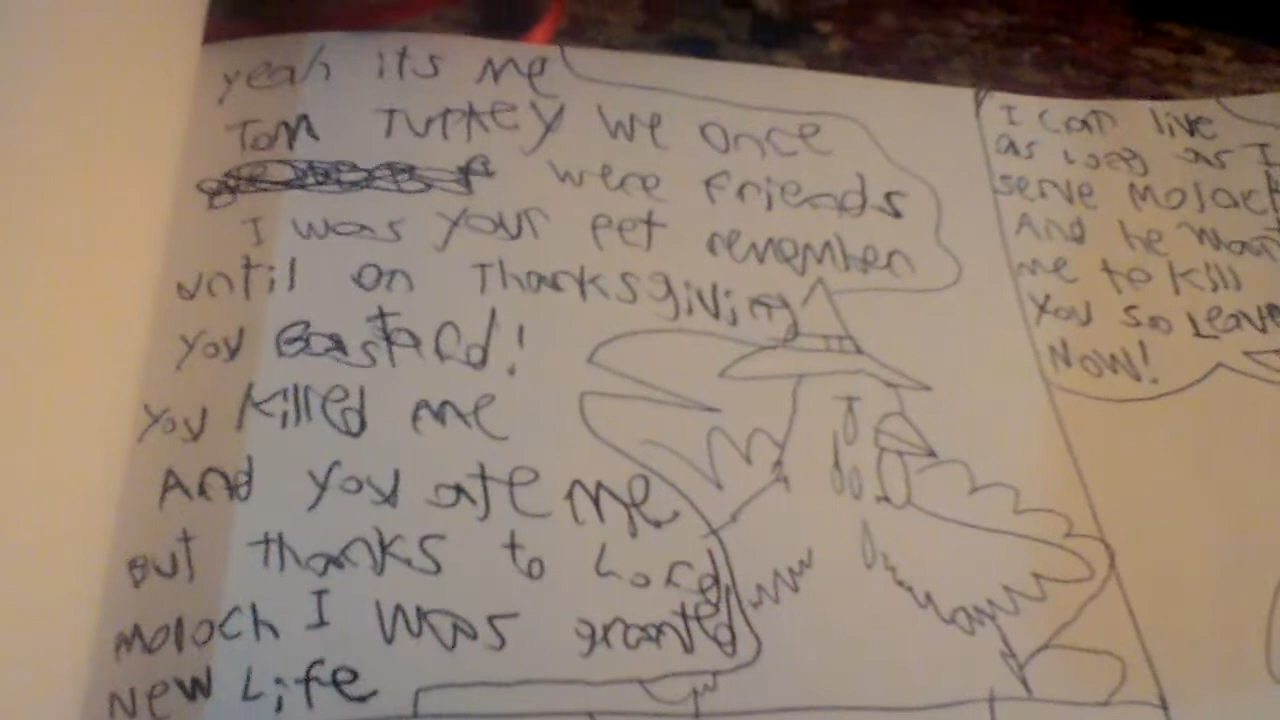 yeah its me
Tom TUrkEY WE once
were friends
I was your pet remember
until on Thanksgiving
you Bastard!
you killed me
And you ate me
But thanks to Lord
Moloch I was granted
New Life
I can live
as long as I
serve Moloch
And he want
me to kill
you so Leave
NOW!